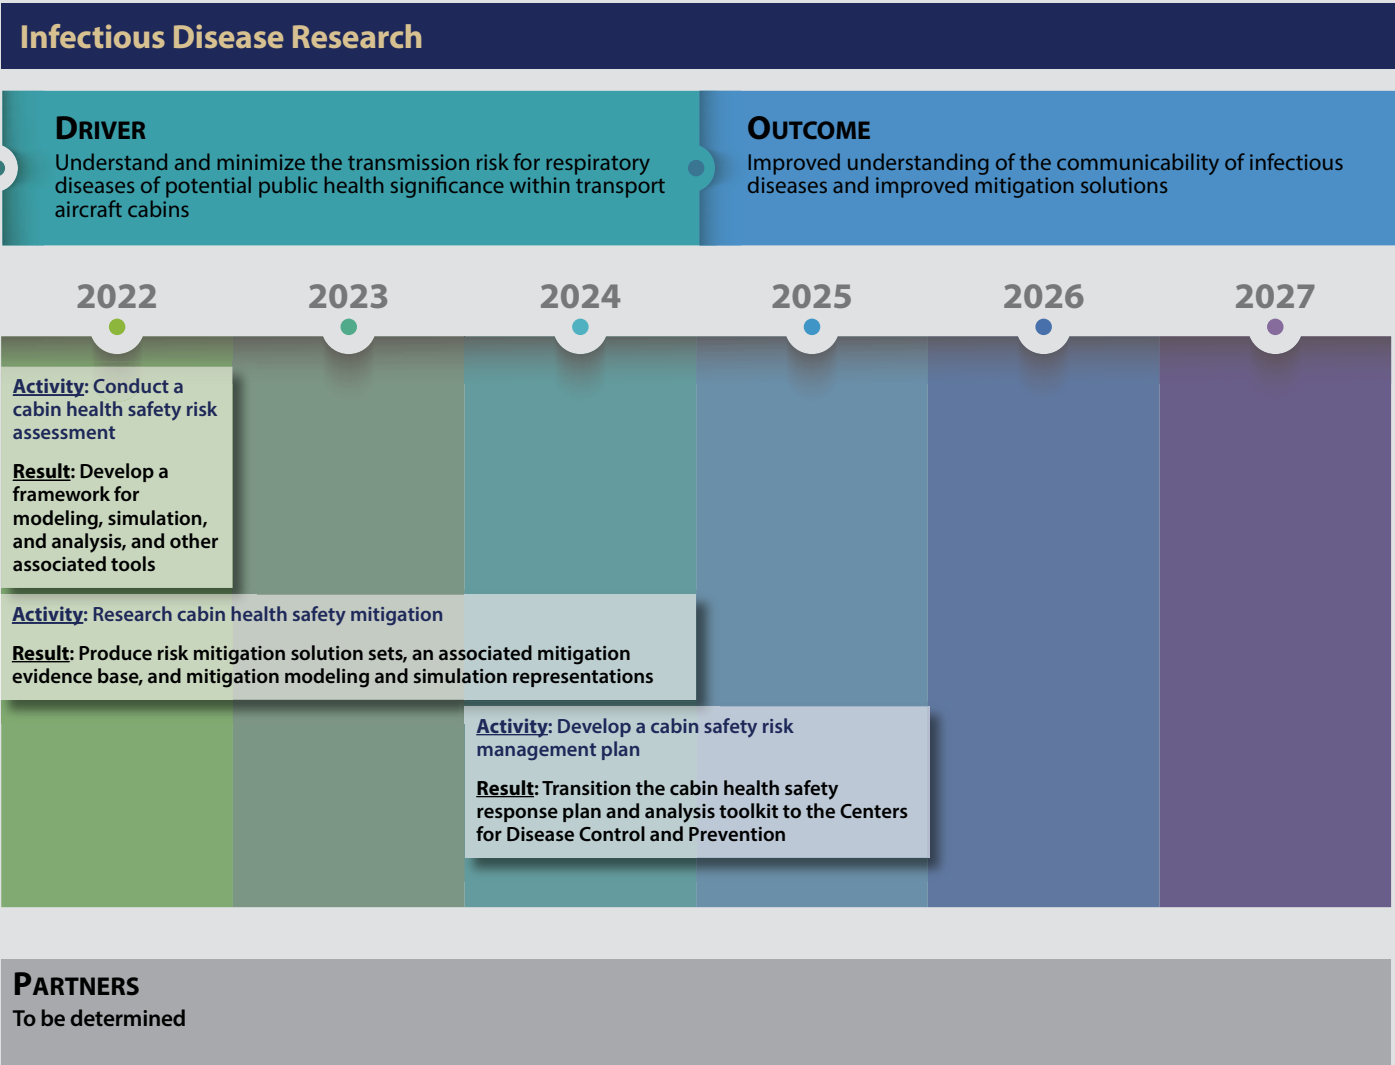 Infectious Disease Research
DRIVER
Understand and minimize the transmission risk for respiratory
diseases of potential public health significance within transport
aircraft cabins
OUTCOME
Improved understanding of the communicability of infectious
diseases and improved mitigation solutions
2022 2023 2024 2025 2026 2027
Activity: Conduct a
cabin health safety risk
assessment
Result: Develop a
framework for
modeling, simulation,
and analysis, and other
associated tools
Activity: Research cabin health safety mitigation
Result: Produce risk mitigation solution sets, an associated mitigation
evidence base, and mitigation modeling and simulation representations
Activity: Develop a cabin safety risk
management plan
Result: Transition the cabin health safety
response plan and analysis toolkit to the Centers
for Disease Control and Prevention
PARTNERS
To be determined